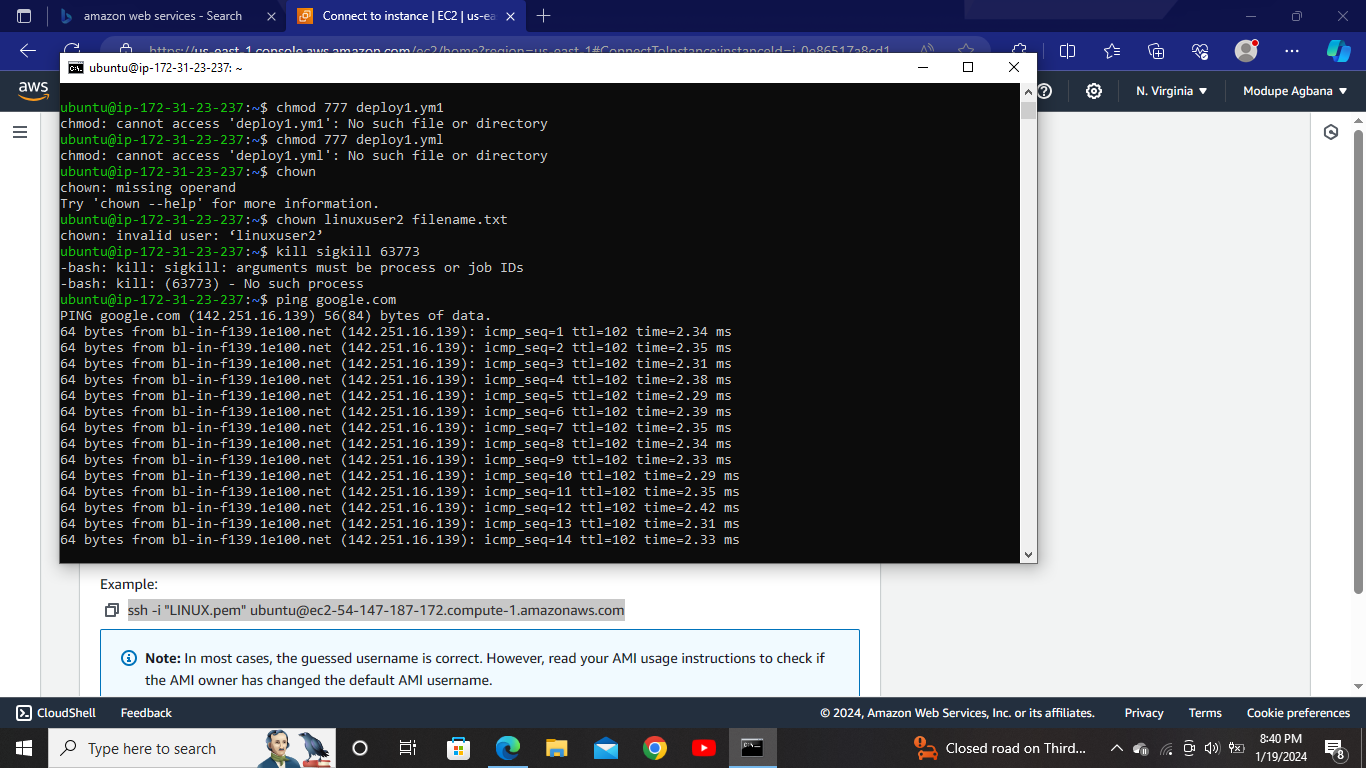 amazon web services - Search
Connect to instance | EC2 | us-ea
https://us-east-1.console.aws.amazon.com/ec2/home?region=us-east-1#ConnectToInstance:instanceId=i-0e86517a8cd1
ubuntu@ip-172-31-23-237: ~
aws
N. Virginia
Modupe Agbana
ubuntu@ip-172-31-23-237:~$ chmod 777 deploy1.ym1
chmod: cannot access 'deploy1.ym1': No such file or directory
ubuntu@ip-172-31-23-237:~$ chmod 777 deploy1.yml
chmod: cannot access 'deploy1.yml': No such file or directory
ubuntu@ip-172-31-23-237:~$ chown
chown: missing operand
Try 'chown --help' for more information.
ubuntu@ip-172-31-23-237:~$ chown linuxuser2 filename.txt
chown: invalid user: ‘linuxuser2’
ubuntu@ip-172-31-23-237:~$ kill sigkill 63773
-bash: kill: sigkill: arguments must be process or job IDs
-bash: kill: (63773) - No such process
ubuntu@ip-172-31-23-237:~$ ping google.com
PING google.com (142.251.16.139) 56(84) bytes of data.
64 bytes from bl-in-f139.1e100.net (142.251.16.139): icmp_seq=1 ttl=102 time=2.34 ms
64 bytes from bl-in-f139.1e100.net (142.251.16.139): icmp_seq=2 ttl=102 time=2.35 ms
64 bytes from bl-in-f139.1e100.net (142.251.16.139): icmp_seq=3 ttl=102 time=2.31 ms
64 bytes from bl-in-f139.1e100.net (142.251.16.139): icmp_seq=4 ttl=102 time=2.38 ms
64 bytes from bl-in-f139.1e100.net (142.251.16.139): icmp_seq=5 ttl=102 time=2.29 ms
64 bytes from bl-in-f139.1e100.net (142.251.16.139): icmp_seq=6 ttl=102 time=2.39 ms
64 bytes from bl-in-f139.1e100.net (142.251.16.139): icmp_seq=7 ttl=102 time=2.35 ms
64 bytes from bl-in-f139.1e100.net (142.251.16.139): icmp_seq=8 ttl=102 time=2.34 ms
64 bytes from bl-in-f139.1e100.net (142.251.16.139): icmp_seq=9 ttl=102 time=2.33 ms
64 bytes from bl-in-f139.1e100.net (142.251.16.139): icmp_seq=10 ttl=102 time=2.29 ms
64 bytes from bl-in-f139.1e100.net (142.251.16.139): icmp_seq=11 ttl=102 time=2.35 ms
64 bytes from bl-in-f139.1e100.net (142.251.16.139): icmp_seq=12 ttl=102 time=2.42 ms
64 bytes from bl-in-f139.1e100.net (142.251.16.139): icmp_seq=13 ttl=102 time=2.31 ms
64 bytes from bl-in-f139.1e100.net (142.251.16.139): icmp_seq=14 ttl=102 time=2.33 ms
Example:
ssh -i "LINUX.pem" ubuntu@ec2-54-147-187-172.compute-1.amazonaws.com
Note: In most cases, the guessed username is correct. However, read your AMI usage instructions to check if
the AMI owner has changed the default AMI username.
CloudShell
Feedback
© 2024, Amazon Web Services, Inc. or its affiliates.
Privacy
Terms
Cookie preferences
Type here to search
Closed road on Third...
8:40 PM
1/19/2024
8